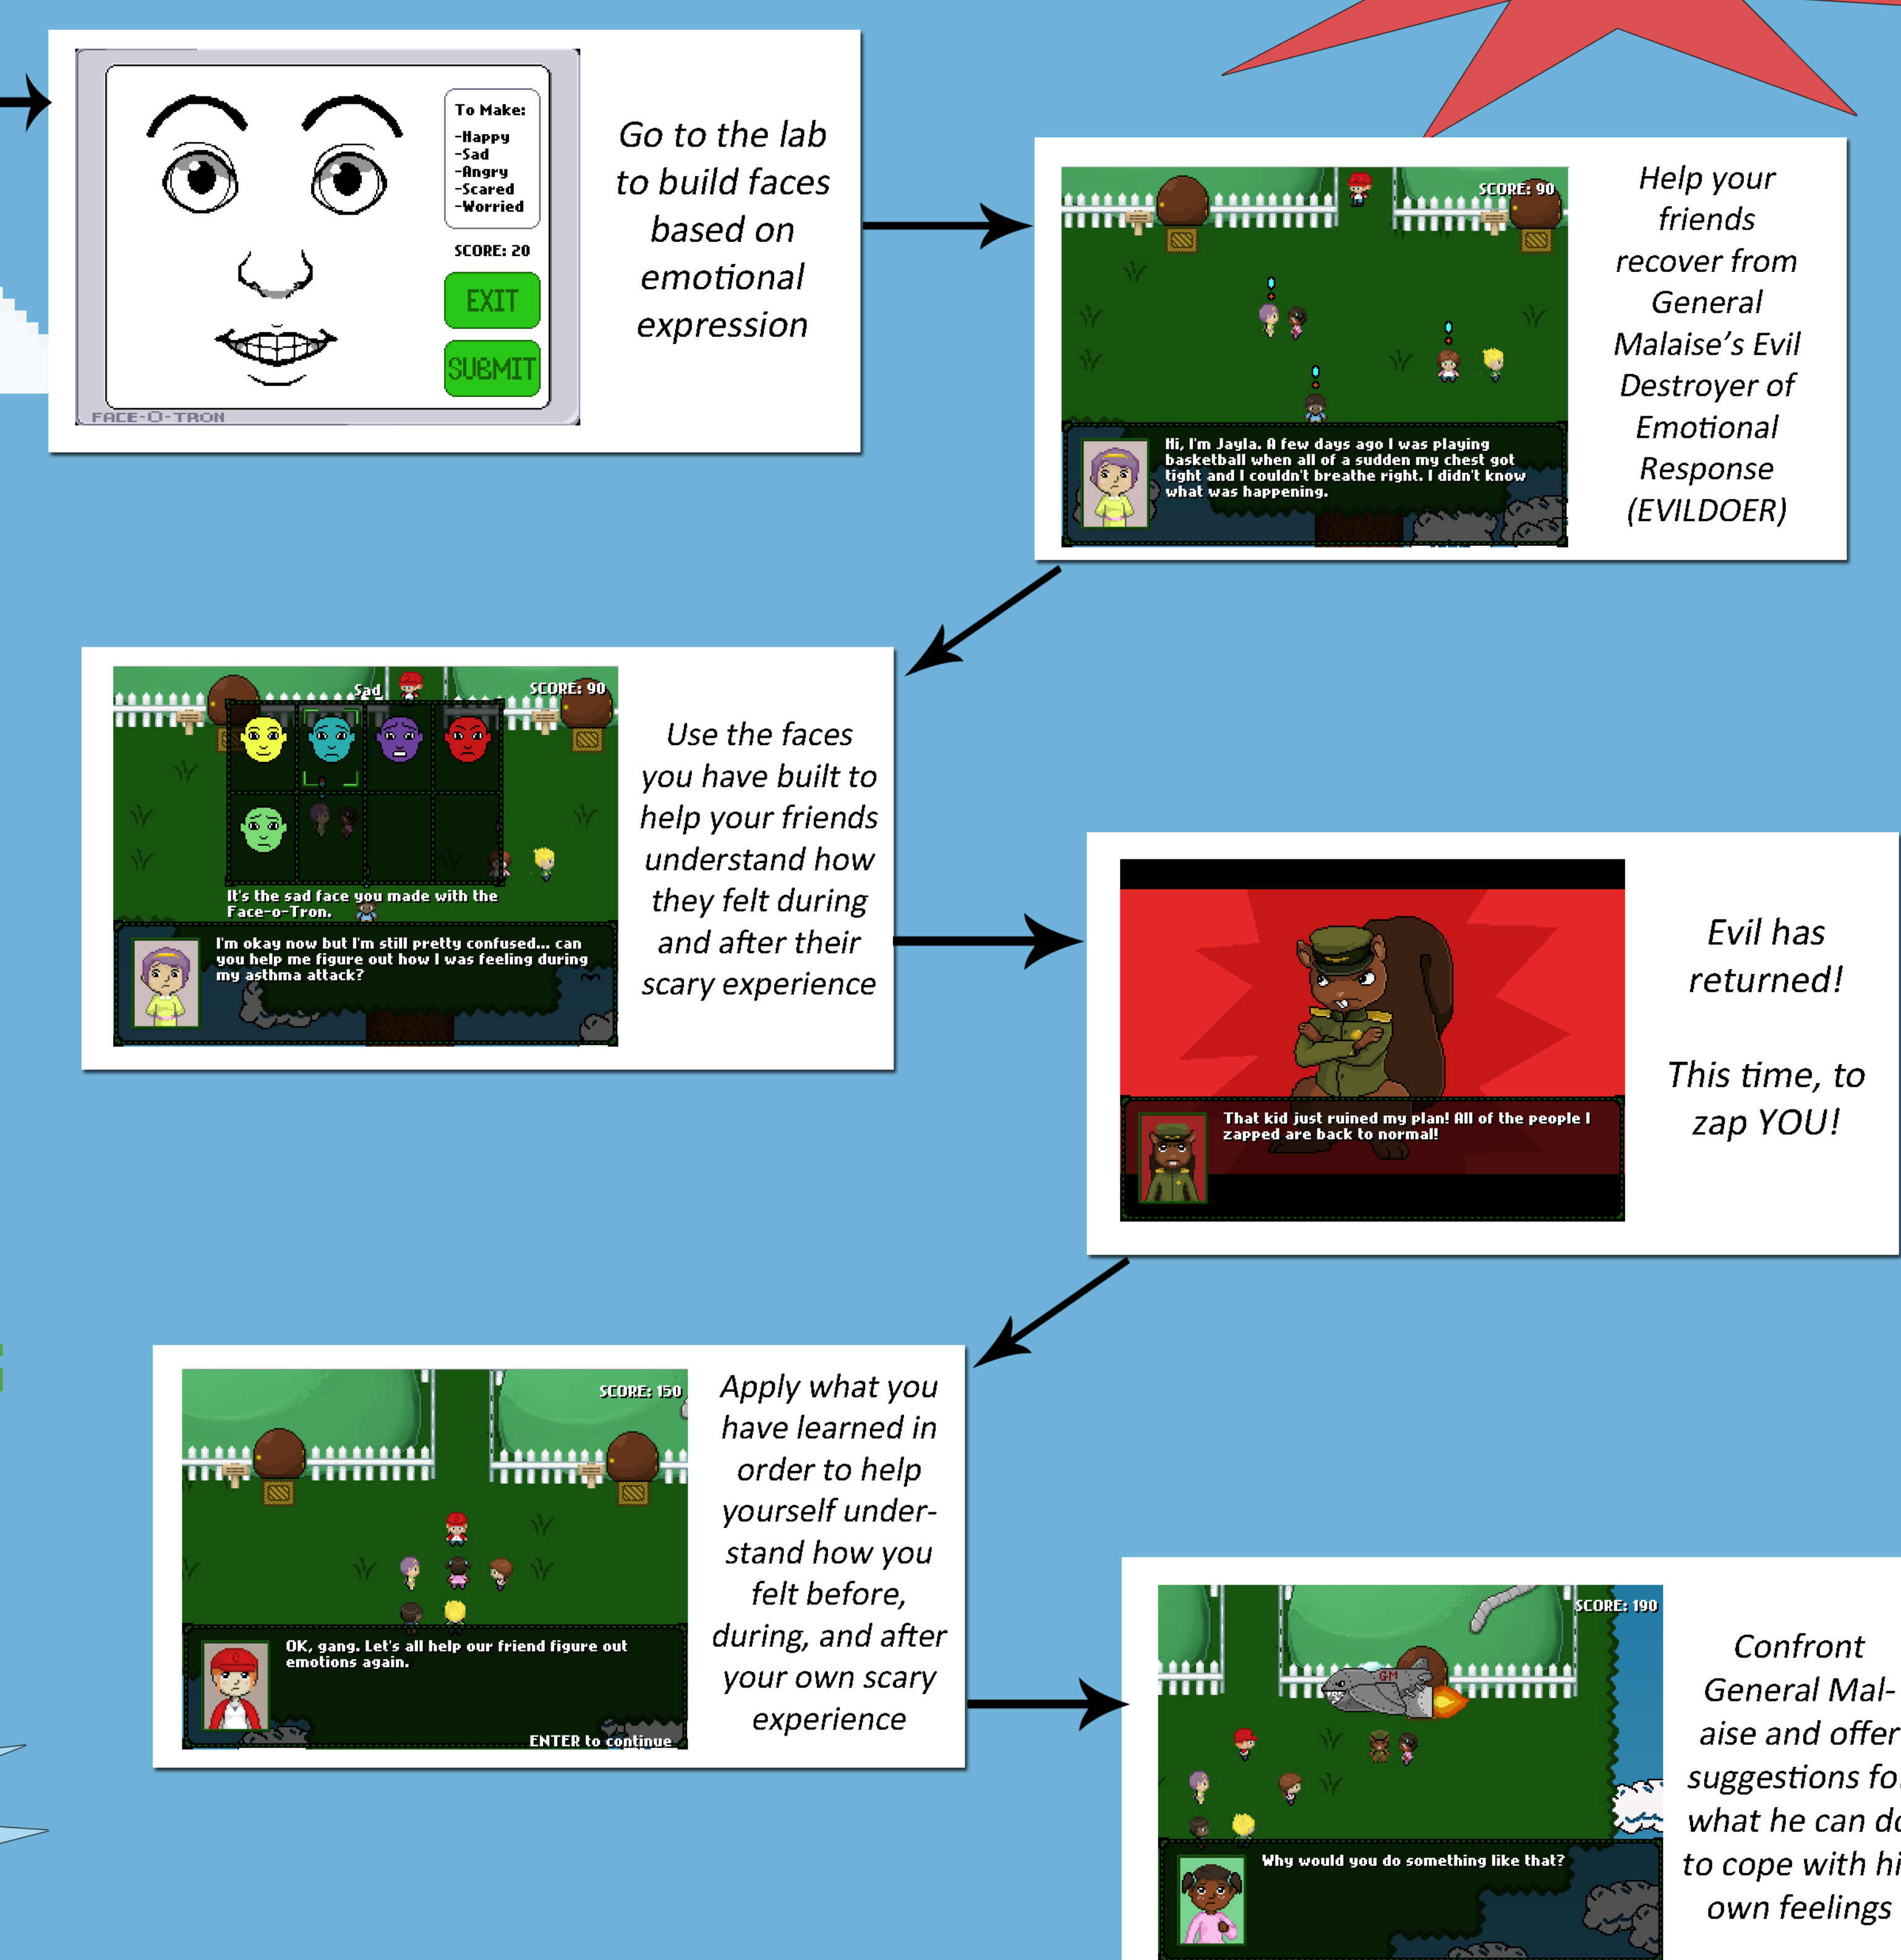 To Make:
-Happy
-Sad
-Angry
-Scared
-Worried
SCORE: 20
EXIT
SUBMIT
FACE-O-TRON
Go to the lab
to build faces
based on
emotional
expression
SCORE: 90
Hi, I'm Jayla. A few days ago I was playing
basketball when all of a sudden my chest got
tight and I couldn't breathe right. I didn't know
what was happening.
Help your
friends
recover from
General
Malaise’s Evil
Destroyer of
Emotional
Response
(EVILDOER)
Sad
SCORE: 90
It's the sad face you made with the
Face-o-Tron.
I'm okay now but I'm still pretty confused... can
you help me figure out how I was feeling during
my asthma attack?
Use the faces
you have built to
help your friends
understand how
they felt during
and after their
scary experience
That kid just ruined my plan! All of the people I
zapped are back to normal!
Evil has
returned!
This time, to
zap YOU!
SCORE: 150
C
OK, gang. Let's all help our friend figure out
emotions again.
ENTER to continue
Apply what you
have learned in
order to help
yourself under-
stand how you
felt before,
during, and after
your own scary
experience
SCORE: 190
GM
Why would you do something like that?
Confront
General Mal-
aise and offer
suggestions fo
what he can do
to cope with hi
own feelings